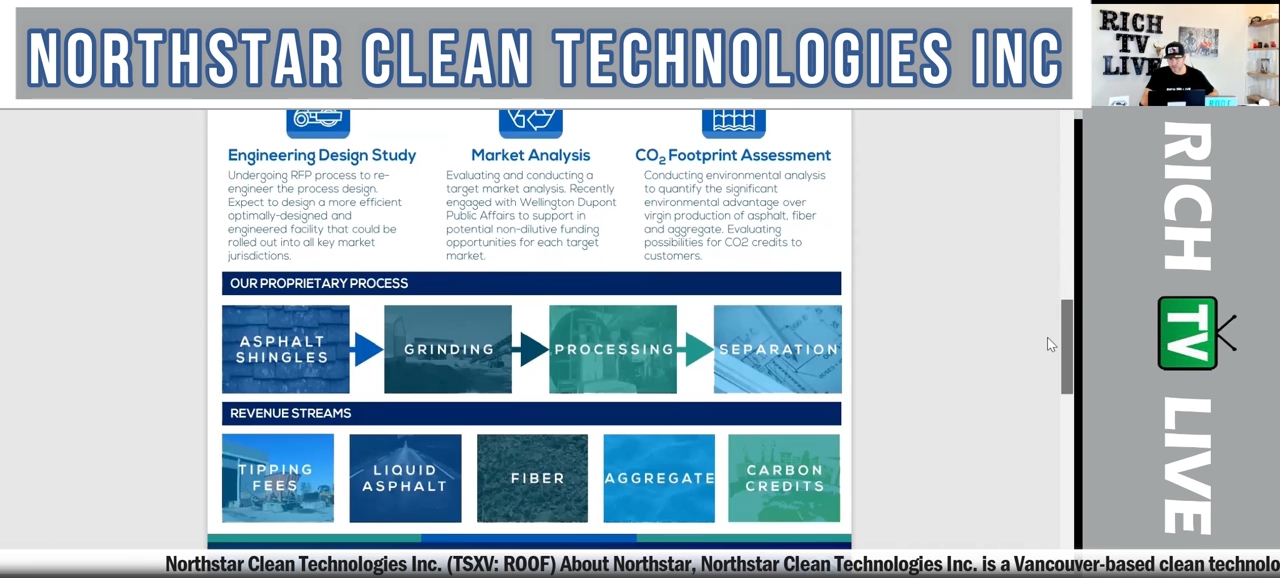 NORTHSTAR CLEAN TECHNOLOGIES INC
RICH
TV
LIVE
Engineering Design Study
Undergoing RFP process to re-
engineer the process design.
Expect to design a more efficient
optimally-designed and
engineered facility that could be
rolled out into all key market
jurisdictions.
Market Analysis
Evaluating and conducting a
target market analysis. Recently
engaged with Wellington Dupont
Public Affairs to support in
potential non-dilutive funding
opportunities for each target
market.
CO2 Footprint Assessment
Conducting environmental analysis
to quantify the significant
environmental advantage over
virgin production of asphalt, fiber
and aggregate. Evaluating
possibilities for CO2 credits to
customers.
OUR PROPRIETARY PROCESS
ASPHALT
SHINGLES
GRINDING
PROCESSING
SEPARATION
REVENUE STREAMS
TIPPING
FEES
LIQUID
ASPHALT
FIBER
AGGREGATE
CARBON
CREDITS
RICH TV LIVE
Northstar Clean Technologies Inc. (TSXV: ROOF) About Northstar, Northstar Clean Technologies Inc. is a Vancouver-based clean technolo